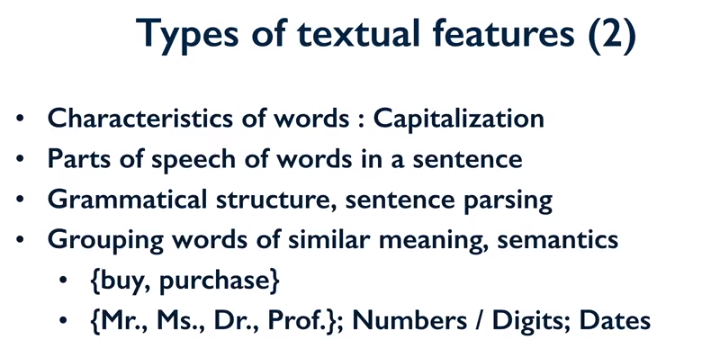 Types of textual features (2)
• Characteristics of words : Capitalization
• Parts of speech of words in a sentence
• Grammatical structure, sentence parsing
• Grouping words of similar meaning, semantics
• {buy, purchase}
• {Mr., Ms., Dr., Prof.}; Numbers / Digits; Dates